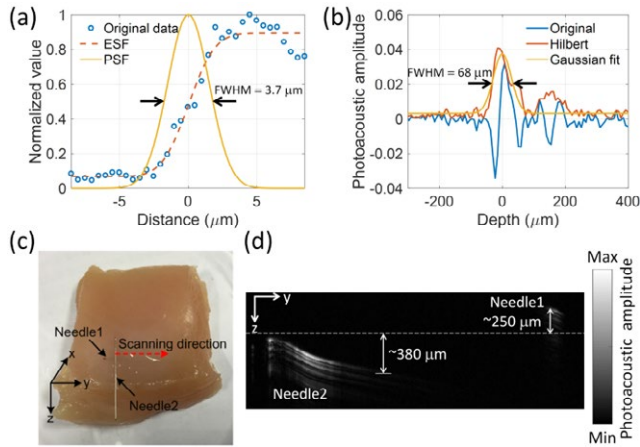 (a)
Original data
ESF
PSF
FWHM = 3.7 μm
Normalized value
1
0.8
0.6
0.4
0.2
0
-5
0
5
Distance (μm)
(b)
Original
Hilbert
Gaussian fit
FWHM = 68 μm
Photoacoustic amplitude
0.06
0.04
0.02
0
-0.02
-0.04
-200
0
200
400
Depth (μm)
(c)
Needle1
Scanning direction
x
y
z
Needle2
(d)
y
z
Needle1
~250 μm
~380 μm
Needle2
Max
Photoacoustic amplitude
Min